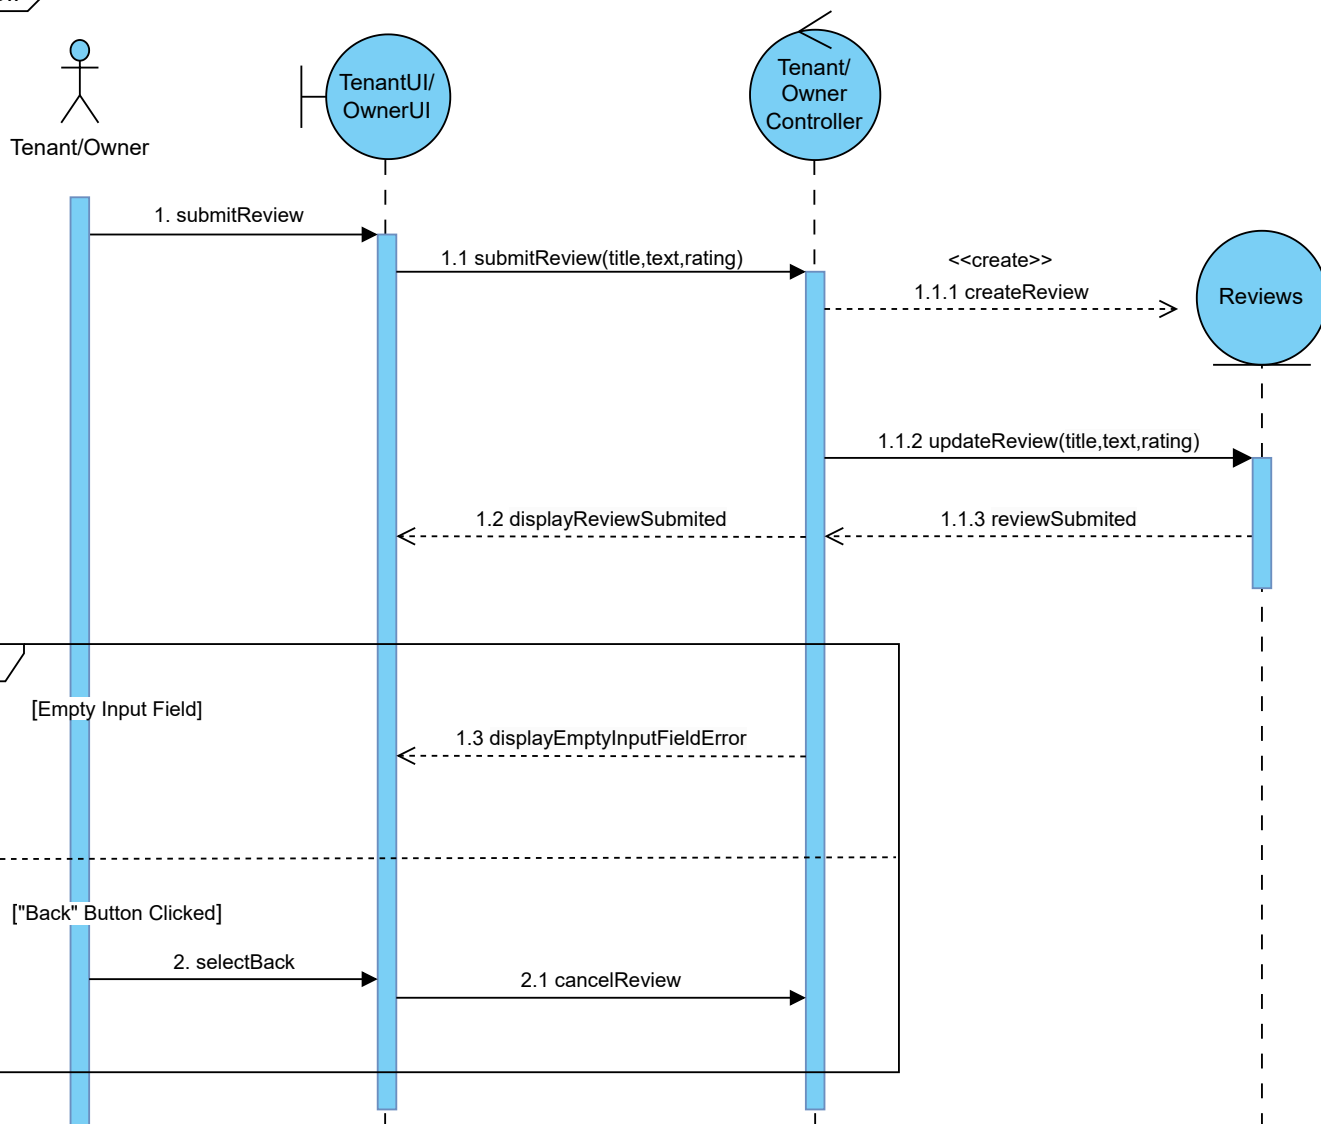 Tenant/Owner
TenantUI/
OwnerUI
Tenant/
Owner
Controller
1. submitReview
1.1 submitReview(title,text,rating)
<<create>>
1.1.1 createReview
Reviews
1.1.2 updateReview(title,text,rating)
1.2 displayReviewSubmited
1.1.3 reviewSubmited
[Empty Input Field]
1.3 displayEmptyInputFieldError
["Back" Button Clicked]
2. selectBack
2.1 cancelReview